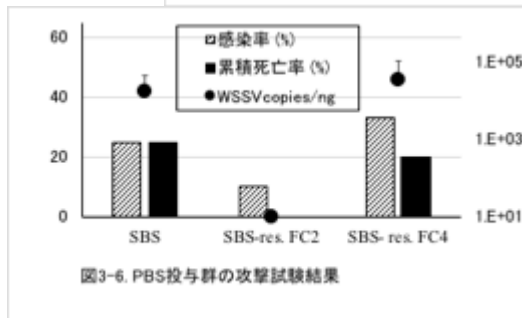 60
40
20
0
感染率(%)
累積死亡率(%)
WSSVcopies/ng
1.E+05
1.E+03
1.E+01
SBS
SBS-res. FC2
SBS- res. FC4
図3-6. PBS投与群の攻撃試験結果